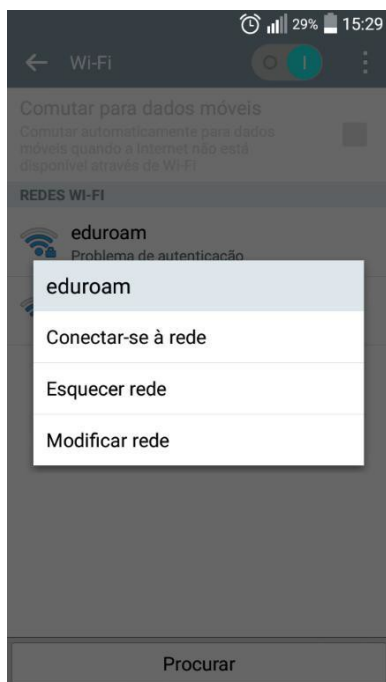 29% 15:29
Wi-Fi
Comutar para dados móveis
Comutar automaticamente para dados
móveis quando a Internet não está
disponível através de Wi-Fi
REDES WI-FI
eduroam
Problema de autenticação
eduroam
Conectar-se à rede
Esquecer rede
Modificar rede
Procurar